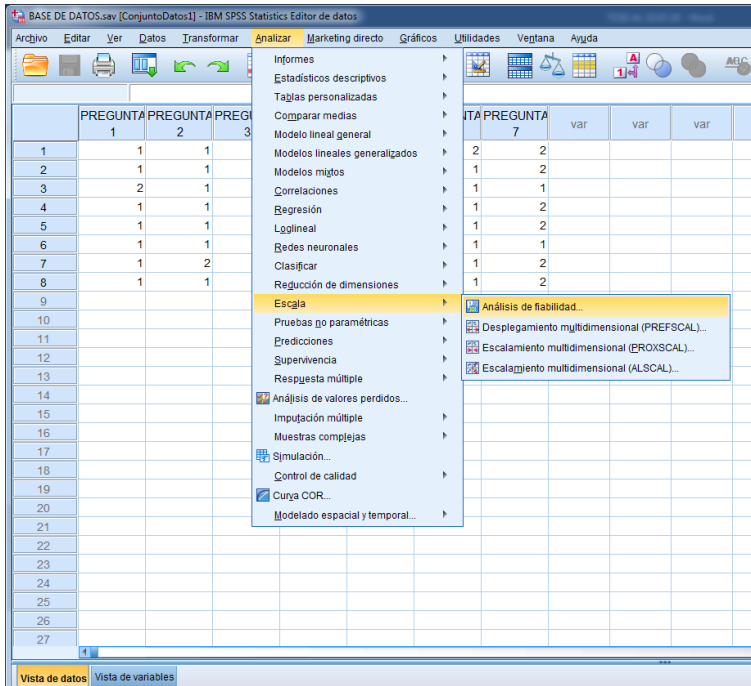 BASE DE DATOS.sav [ConjuntoDatos1] - IBM SPSS Statistics Editor de datos
Archivo Editar Ver Datos Transformar Analizar Marketing directo Gráficos Utilidades Ventana Ayuda
Informes
Estadísticos descriptivos
Tablas personalizadas
Comparar medias
Modelo lineal general
Modelos lineales generalizados
Modelos mixtos
Correlaciones
Regresión
Loglineal
Redes neuronales
Clasificar
Reducción de dimensiones
Escala
Pruebas no paramétricas
Predicciones
Supervivencia
Respuesta múltiple
Análisis de valores perdidos...
Imputación múltiple
Muestras complejas
Simulación...
Control de calidad
Curva COR...
Modelado espacial y temporal...
Análisis de fiabilidad...
Desplegamiento multidimensional (PREFSCAL)...
Escalamiento multidimensional (PROXSCAL)...
Escalamiento multidimensional (ALSCAL)...
PREGUNTA 1 PREGUNTA 2 PREGU 3 NTA PREGUNTA 7 var var var
1 1 1 2 2
2 1 1 1 2
3 2 1 1 1
4 1 1 1 2
5 1 1 1 2
6 1 1 1 1
7 1 2 1 2
8 1 1 1 2
9
10
11
12
13
14
15
16
17
18
19
20
21
22
23
24
25
26
27
Vista de datos Vista de variables